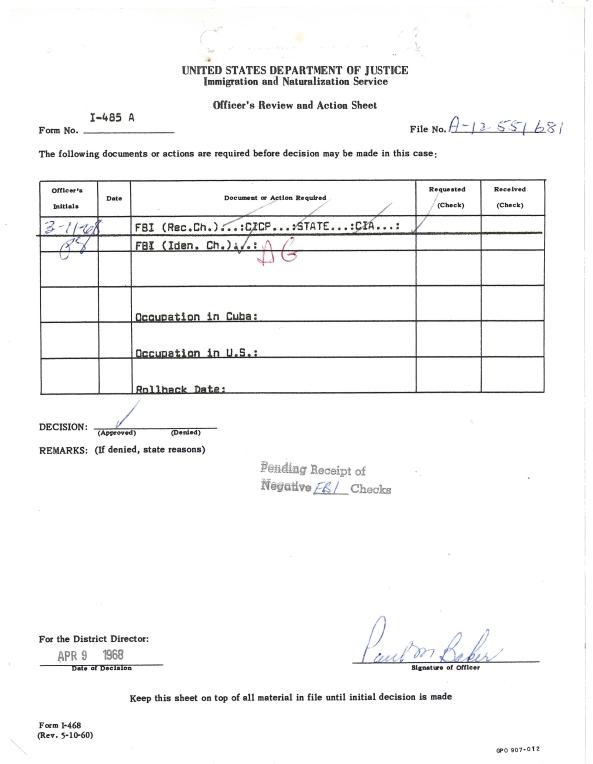 UNITED STATES DEPARTMENT OF JUSTICE
Immigration and Naturalization Service
Officer's Review and Action Sheet
Form No. I-485 A
File No. A-12 551 681
The following documents or actions are required before decision may be made in this case:
Officer's Initials
Date
Document or Action Required
Requested (Check)
Received (Check)
3-11-68
FBI (Rec.Ch.)...:CICP...:STATE...:CIA...:
FBI (Iden. Ch.)...:
Occupation in Cuba:
Occupation in U.S.:
Rollback Date:
DECISION:
(Approved) (Denied)
REMARKS: (If denied, state reasons)
Pending Receipt of
Negative FBI Checks
For the District Director:
APR 9 1968
Date of Decision
Paul M Baker
Signature of Officer
Keep this sheet on top of all material in file until initial decision is made
Form I-468
(Rev. 5-10-60)
GPO 907-012